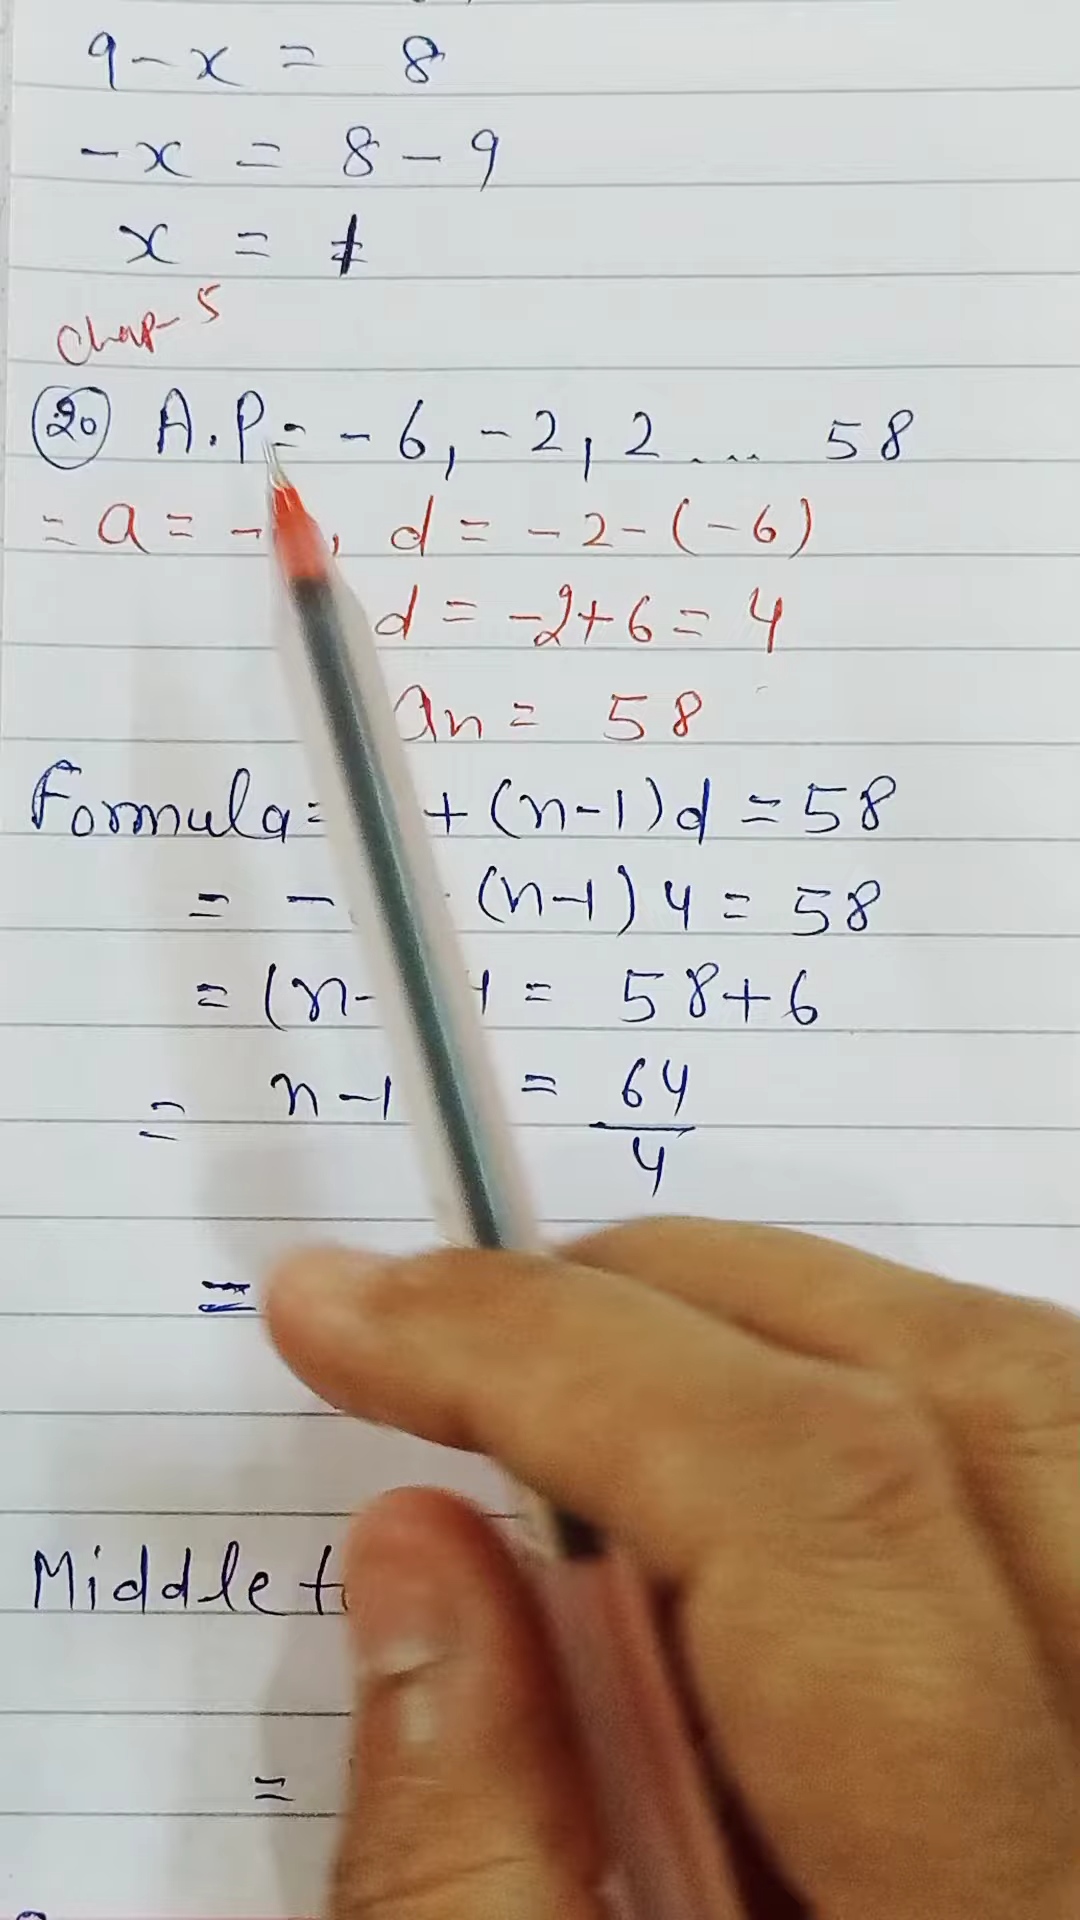 9-x = 8
-x = 8-9
x = 1
Chap-5
20 A.P = -6, -2, 2 ... 58
= a = - , d = -2-(-6)
d = -2+6 = 4
an = 58
Formula = + (n-1)d = 58
= - (n-1)4 = 58
= (n- = 58+6
= n-1 = 64/4
=
Middle
=